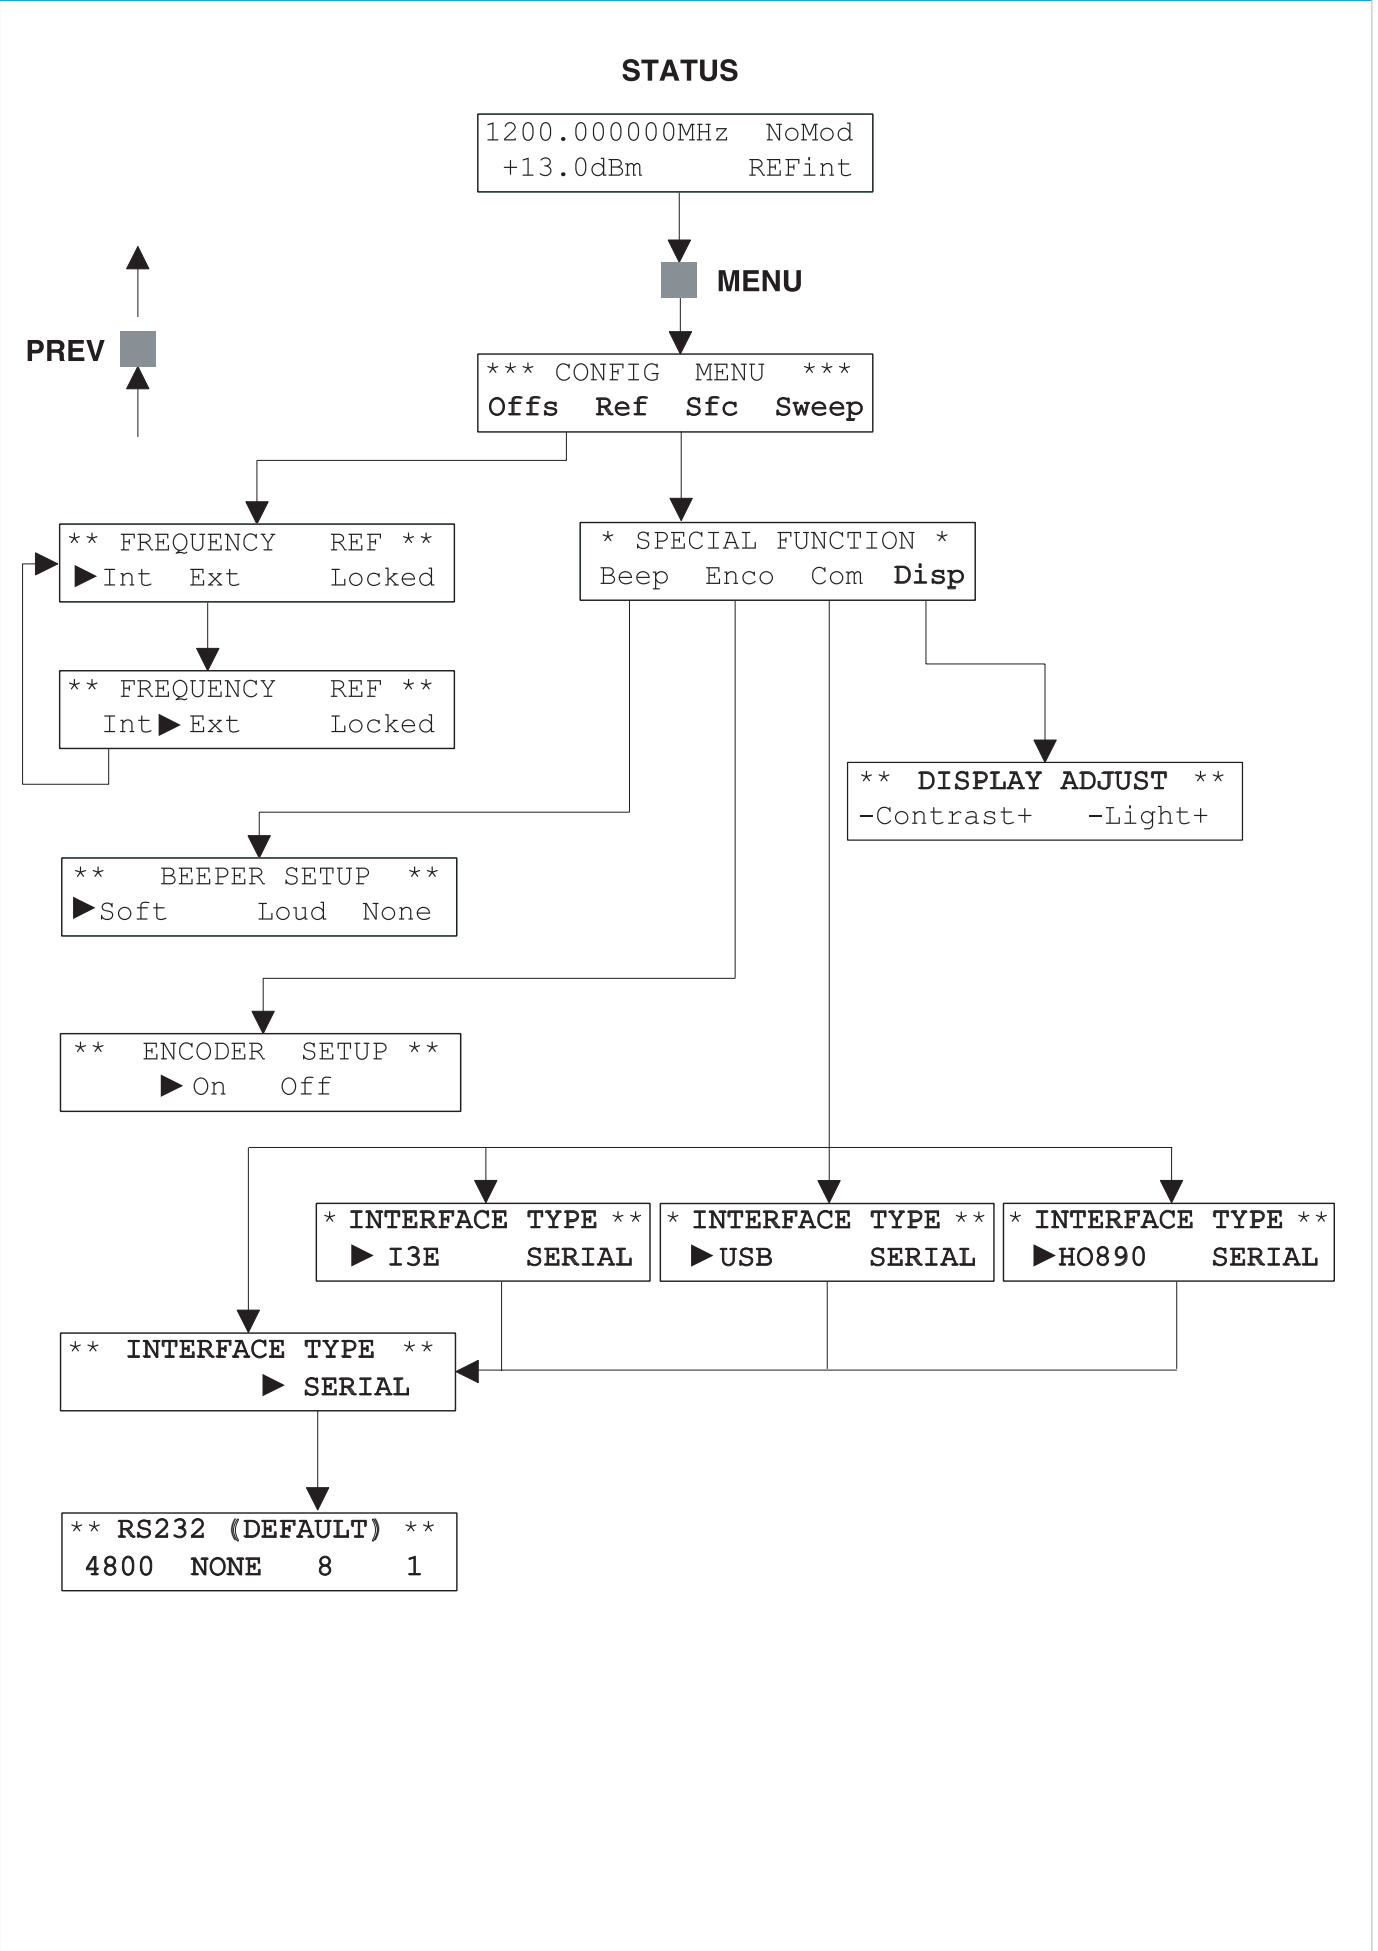 STATUS
1200.000000MHz NoMod
+13.0dBm REFint
MENU
PREV
*** CONFIG MENU ***
Offs Ref Sfc Sweep
** FREQUENCY REF **
▶Int Ext Locked
* SPECIAL FUNCTION *
Beep Enco Com Disp
** FREQUENCY REF **
Int▶Ext Locked
** DISPLAY ADJUST **
-Contrast+ -Light+
** BEEPER SETUP **
▶Soft Loud None
** ENCODER SETUP **
▶On Off
* INTERFACE TYPE **
▶ I3E SERIAL
* INTERFACE TYPE **
▶USB SERIAL
* INTERFACE TYPE **
▶HO890 SERIAL
** INTERFACE TYPE **
▶ SERIAL
** RS232 (DEFAULT) **
4800 NONE 8 1